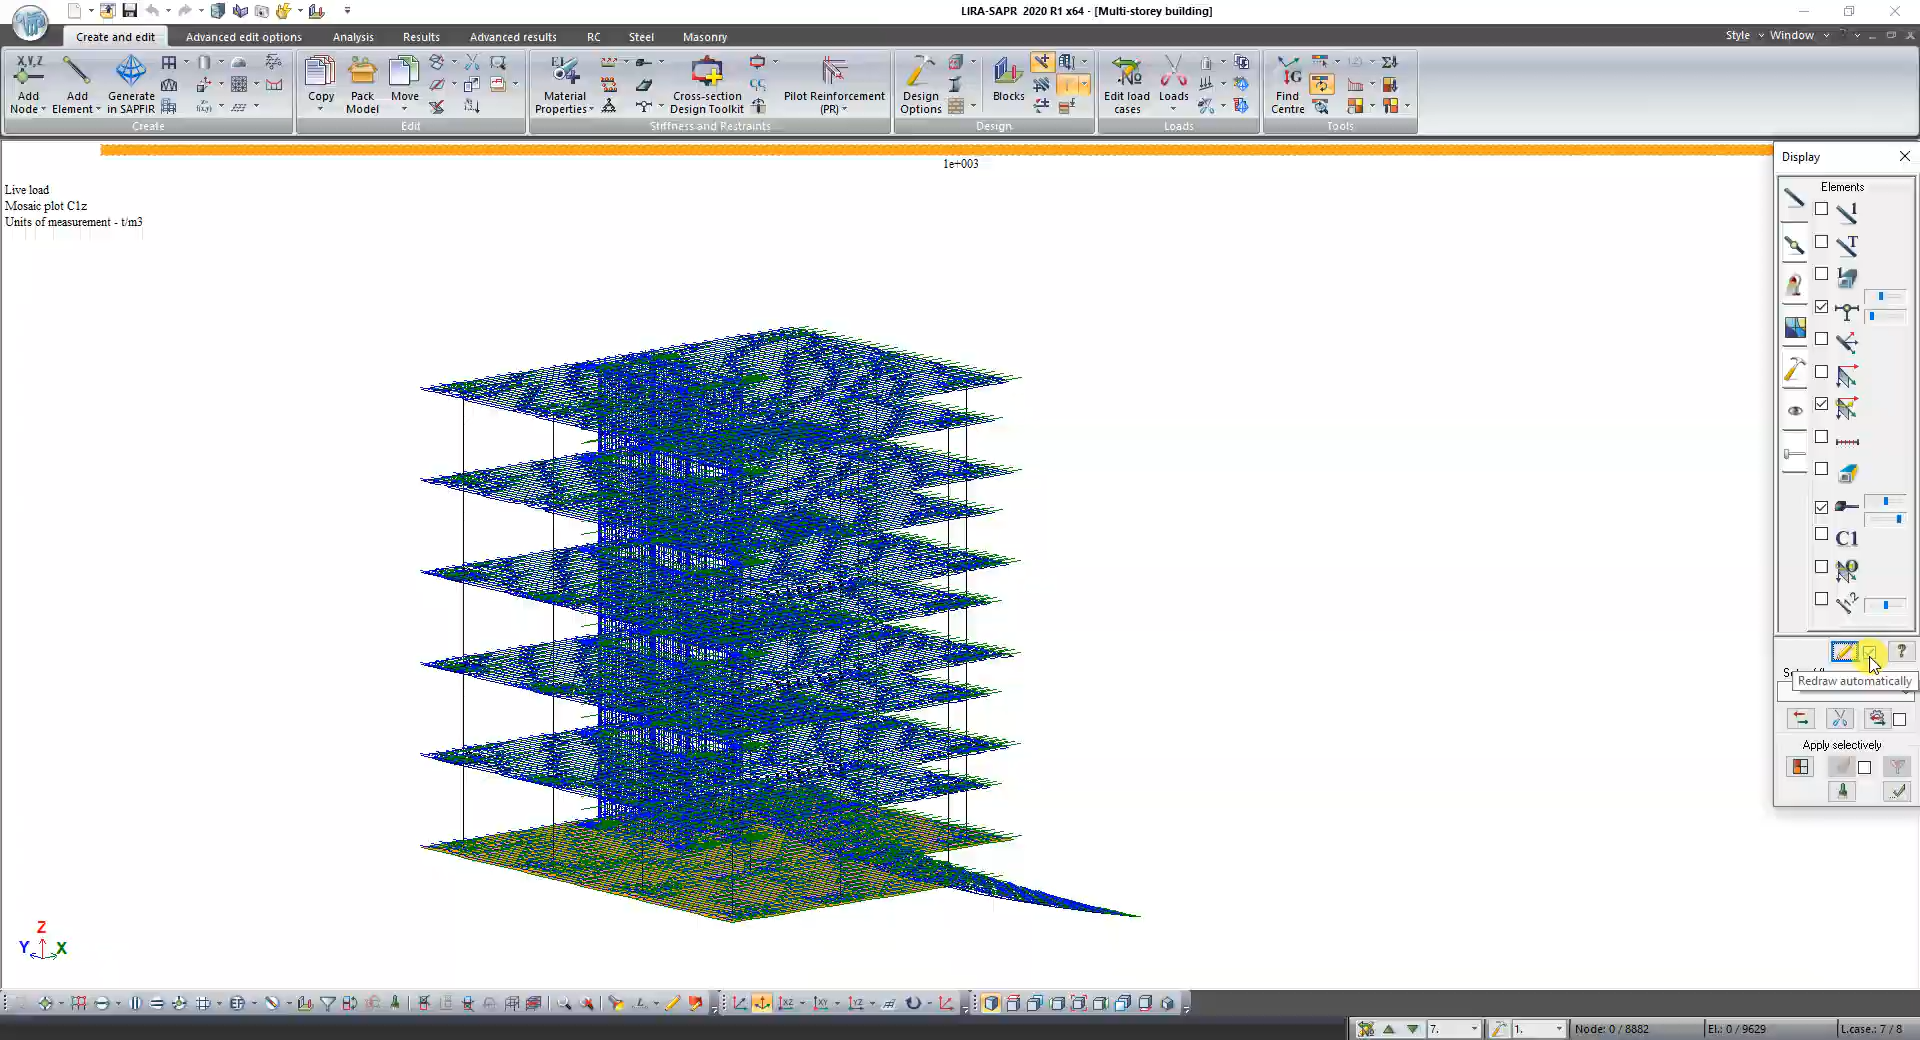 LIRA-SAPR 2020 R1 x64 - [Multi-storey building]
Create and edit
Advanced edit options
Analysis
Results
Advanced results
RC
Steel
Masonry
Style
Window
Add Node
Add Element
Generate in SAPFIR
Copy
Pack Model
Move
Material Properties
Cross-section Design Toolkit
Pilot Reinforcement (PR)
Design Options
Blocks
Edit load cases
Loads
Find Centre
Create
Edit
Stiffness and Restraints
Design
Loads
Tools
1e+003
Live load
Mosaic plot C1z
Units of measurement - t/m3
Display
Elements
1
T
C1
?
Redraw automatically
Apply selectively
Z
Y
X
7.
1.
Node: 0 / 8882
El.: 0 / 9629
L.case.: 7 / 8